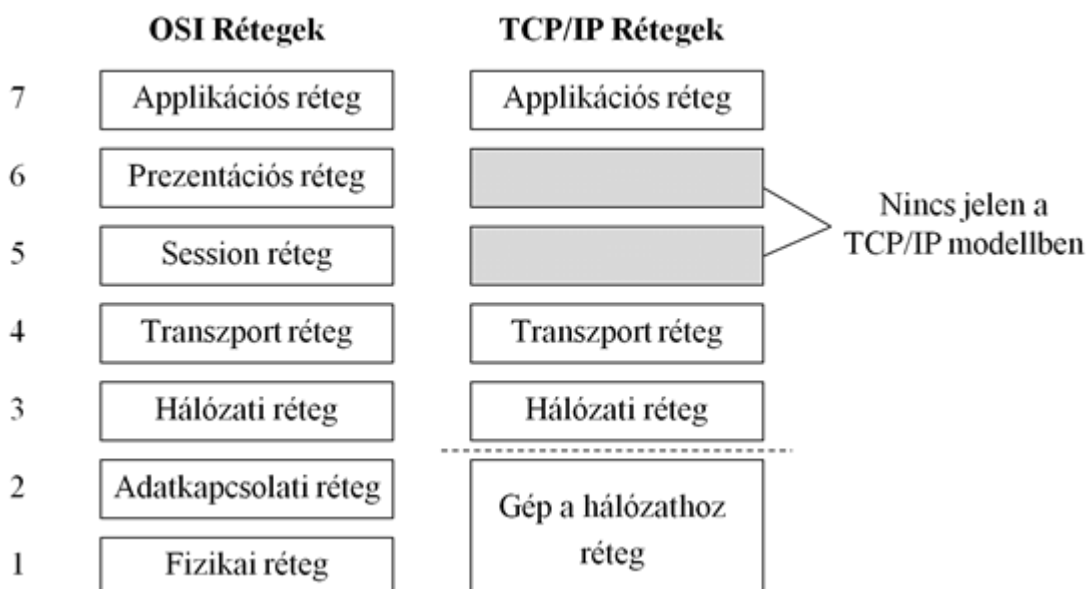 OSI Rétegek TCP/IP Rétegek
7 Applikációs réteg Applikációs réteg
6 Prezentációs réteg
Nincs jelen a
TCP/IP modellben
5 Session réteg
4 Transzport réteg Transzport réteg
3 Hálózati réteg Hálózati réteg
2 Adatkapcsolati réteg
Gép a hálózathoz
réteg
1 Fizikai réteg